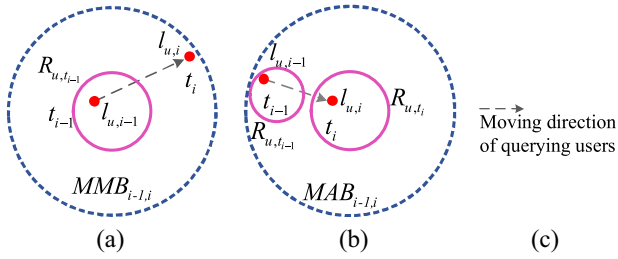 l_{u,i}
R_{u,t_{i-1}}
t_i
t_{i-1} l_{u,i-1}
MMB_{i-1,i}
(a)
l_{u,i-1}
t_{i-1} l_{u,i} R_{u,t_i}
t_i
R_{u,t_{i-1}}
MAB_{i-1,i}
(b)
Moving direction
of querying users
(c)